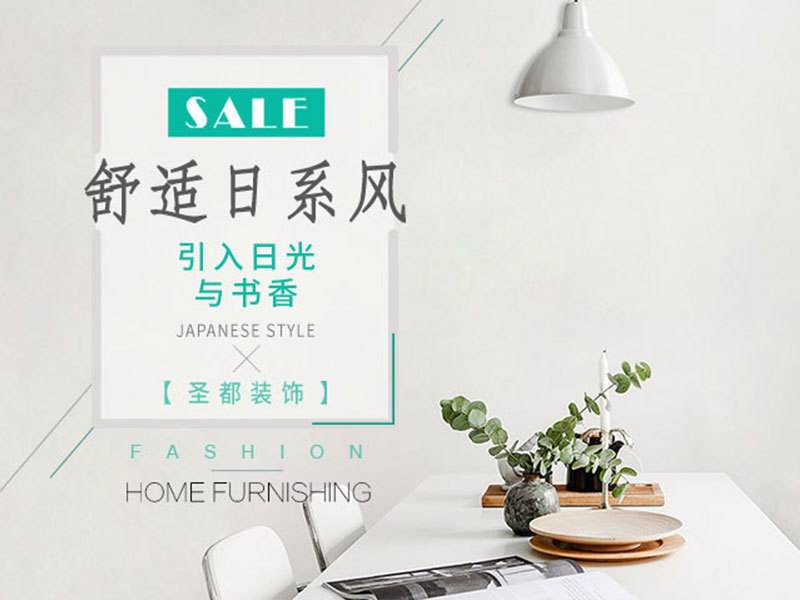 SALE
舒适日系风
引入日光
与书香
JAPANESE STYLE
【圣都装饰】
FASHION
HOME FURNISHING